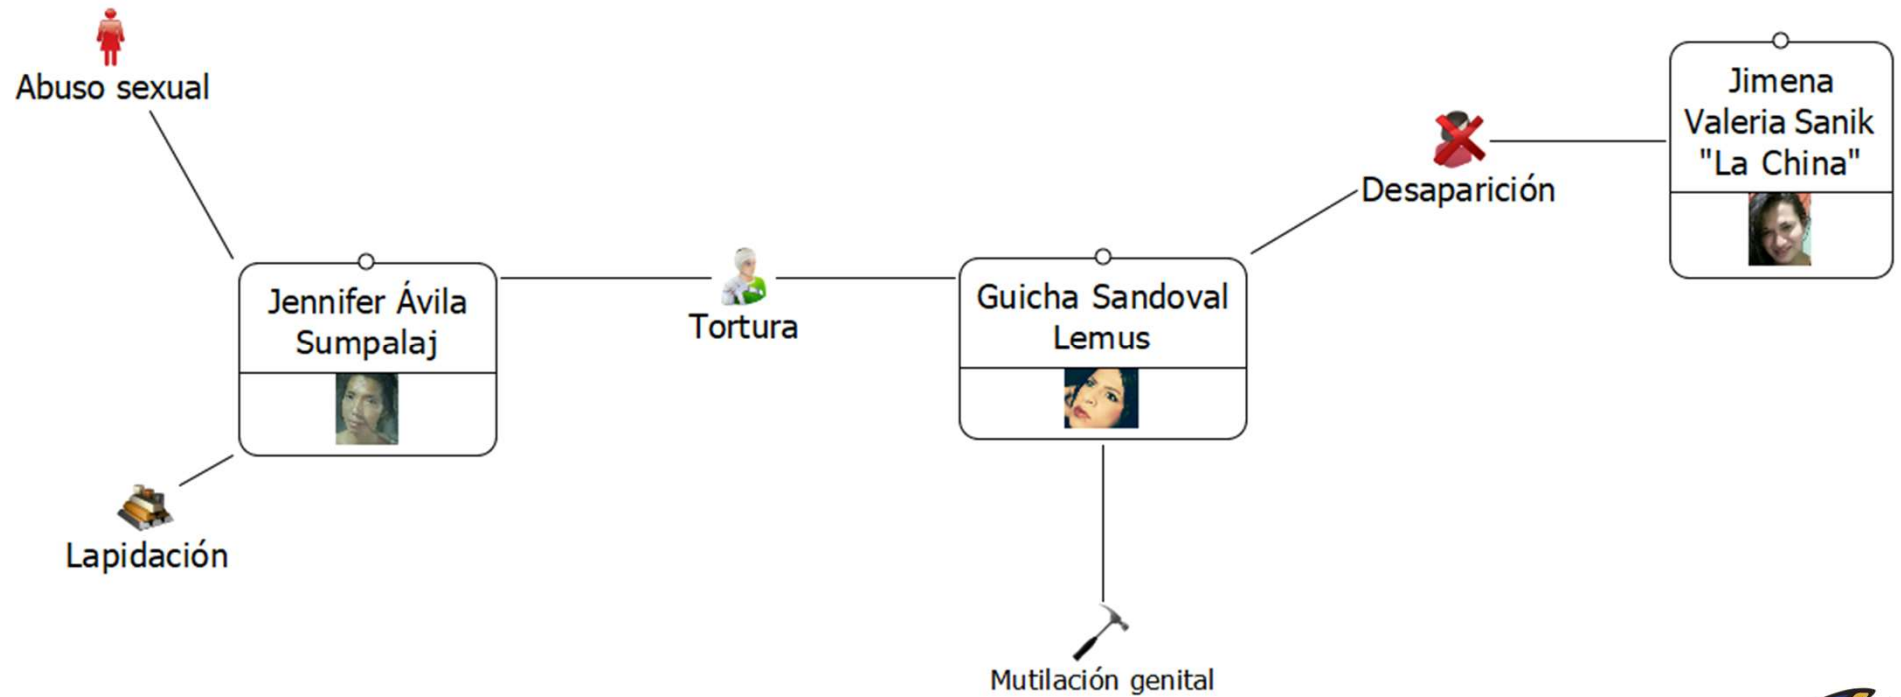 Abuso sexual
Jimena
Valeria Sanik
"La China"
Desaparición
Jennifer Ávila
Sumpalaj
Tortura
Guicha Sandoval
Lemus
Lapidación
Mutilación genital